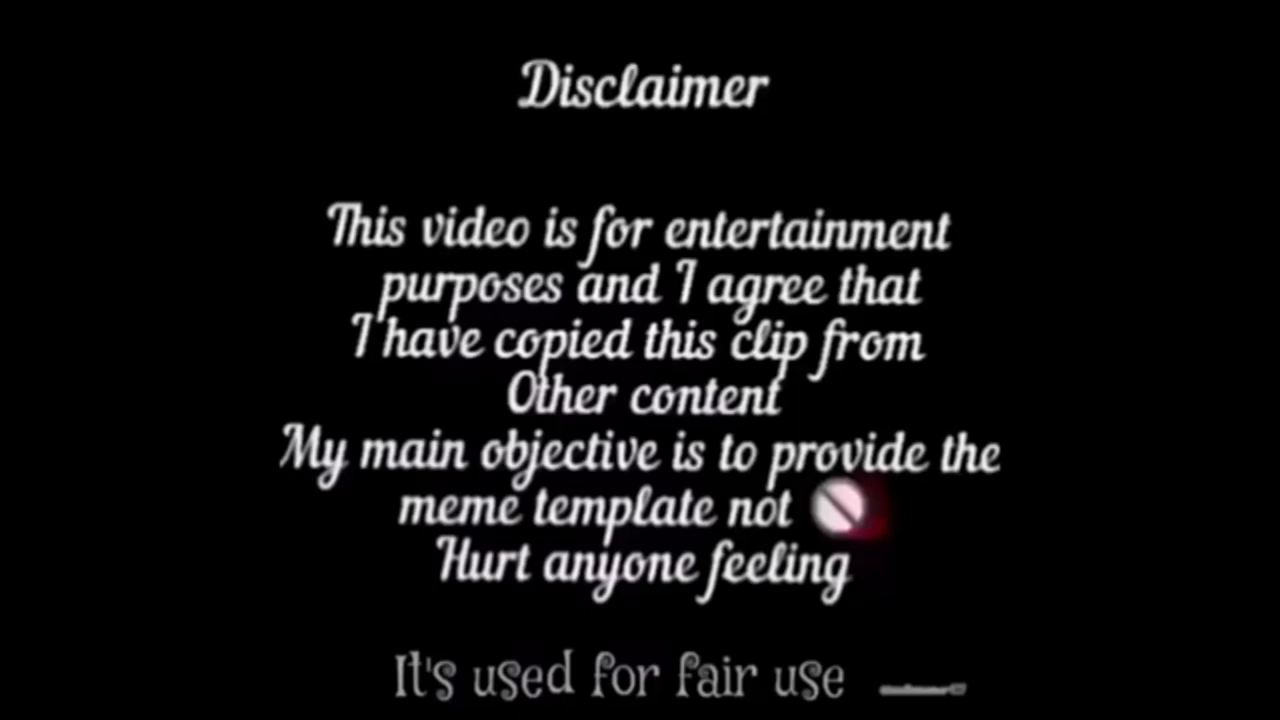 Disclaimer
This video is for entertainment
purposes and I agree that
I have copied this clip from
Other content
My main objective is to provide the
meme template not 🚫
Hurt anyone feeling
It's used for fair use